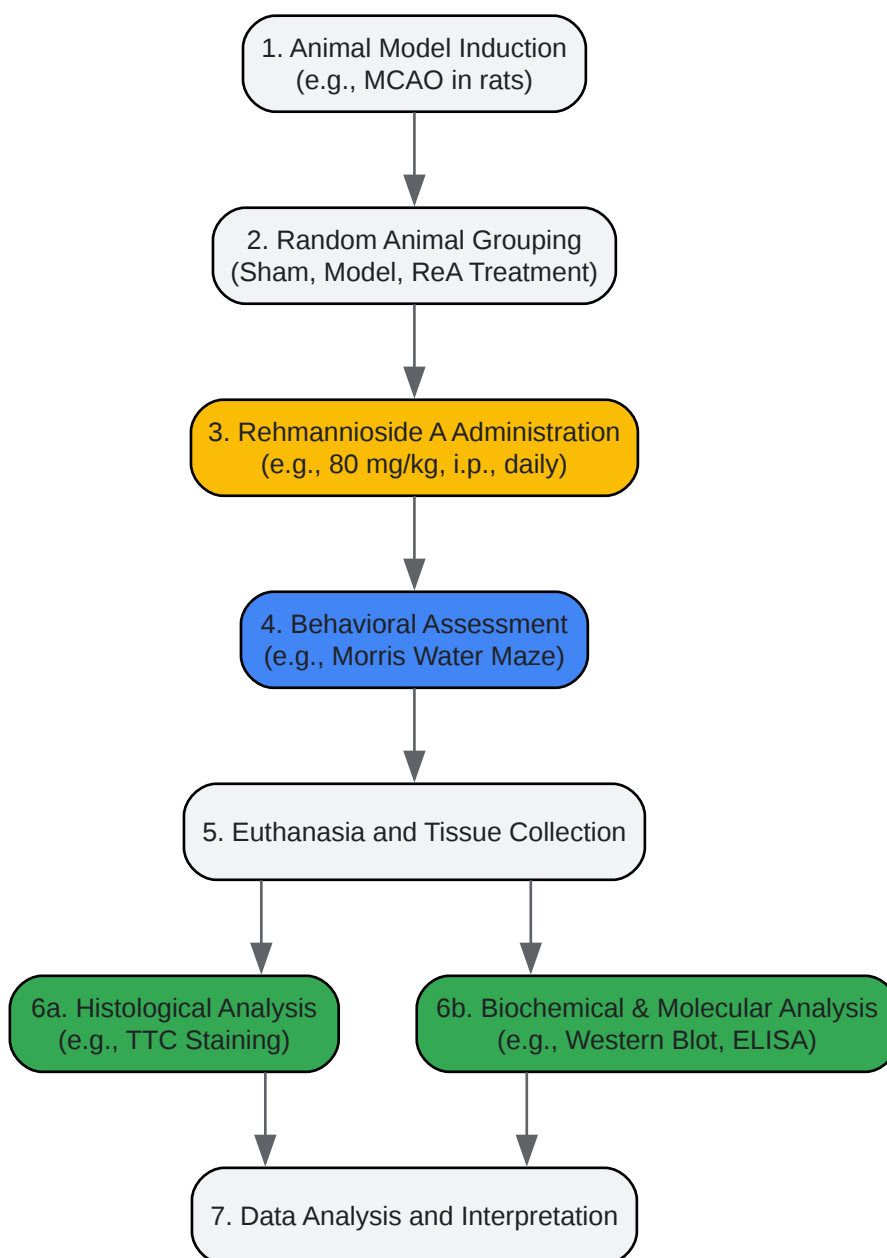 1. Animal Model Induction
(e.g., MCAO in rats)
2. Random Animal Grouping
(Sham, Model, ReA Treatment)
3. Rehmannioside A Administration
(e.g., 80 mg/kg, i.p., daily)
4. Behavioral Assessment
(e.g., Morris Water Maze)
5. Euthanasia and Tissue Collection
6a. Histological Analysis
(e.g., TTC Staining)
6b. Biochemical & Molecular Analysis
(e.g., Western Blot, ELISA)
7. Data Analysis and Interpretation